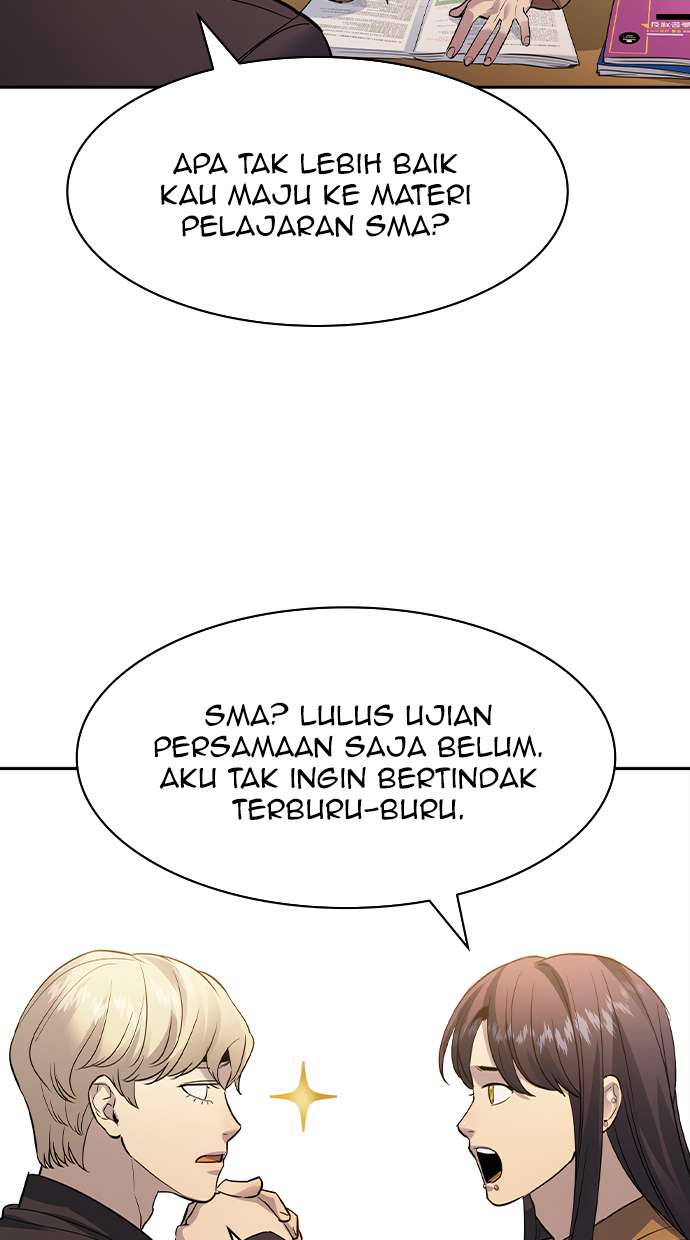 APA TAK LEBIH BAIK
KAU MAJU KE MATERI
PELAJARAN SMA?
SMA? LULUS UJIAN
PERSAMAAN SAJA BELUM.
AKU TAK INGIN BERTINDAK
TERBURU-BURU.